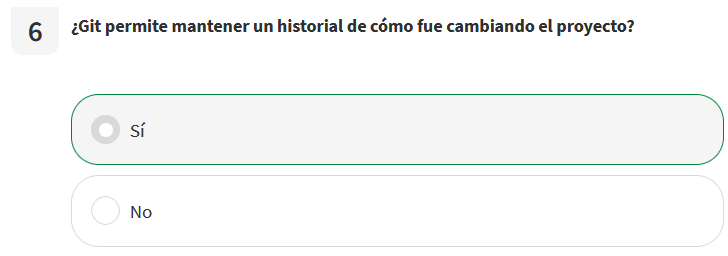 6
¿Git permite mantener un historial de cómo fue cambiando el proyecto?
Sí
No